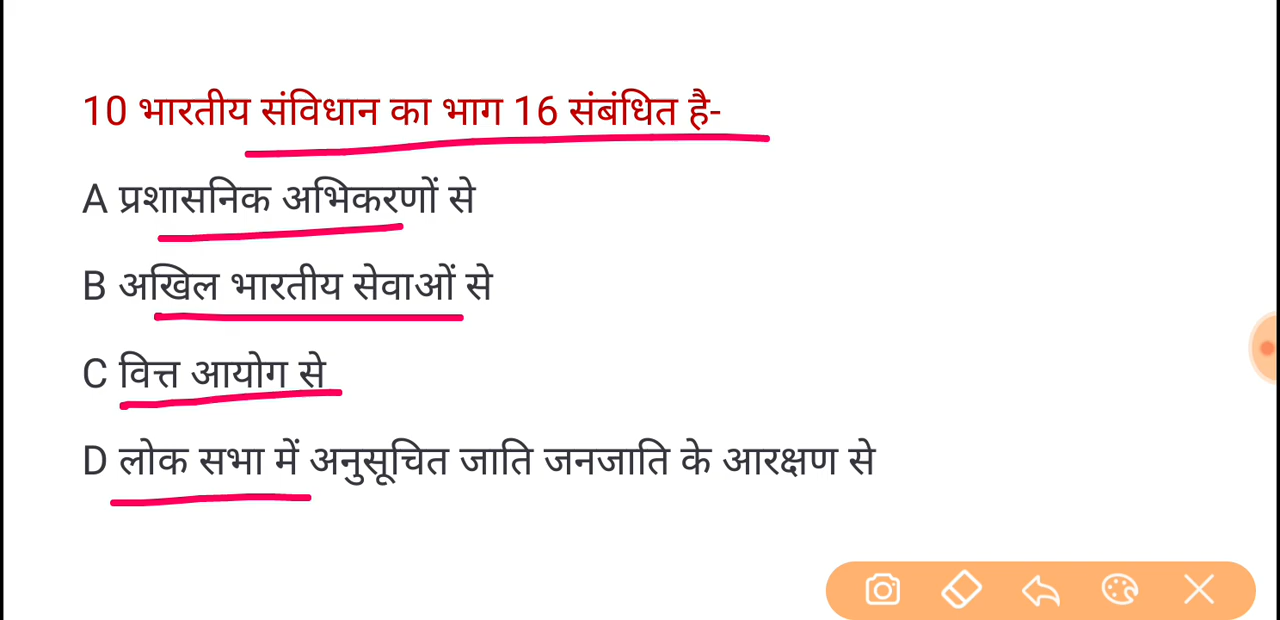 10 भारतीय संविधान का भाग 16 संबंधित है-
A प्रशासनिक अभिकरणों से
B अखिल भारतीय सेवाओं से
C वित्त आयोग से
D लोक सभा में अनुसूचित जाति जनजाति के आरक्षण से